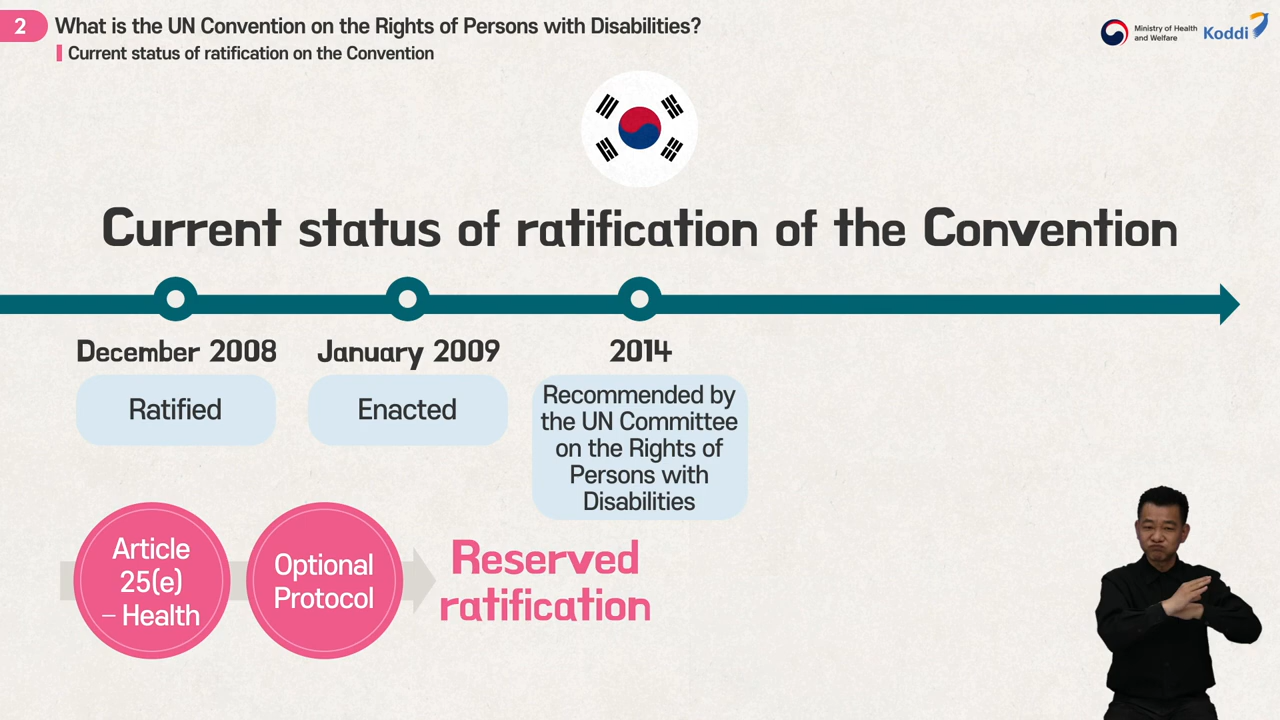 2
What is the UN Convention on the Rights of Persons with Disabilities?
Current status of ratification on the Convention
Ministry of Health
and Welfare
Koddi
Current status of ratification of the Convention
December 2008
Ratified
January 2009
Enacted
2014
Recommended by
the UN Committee
on the Rights of
Persons with
Disabilities
Article
25(e)
– Health
Optional
Protocol
Reserved
ratification